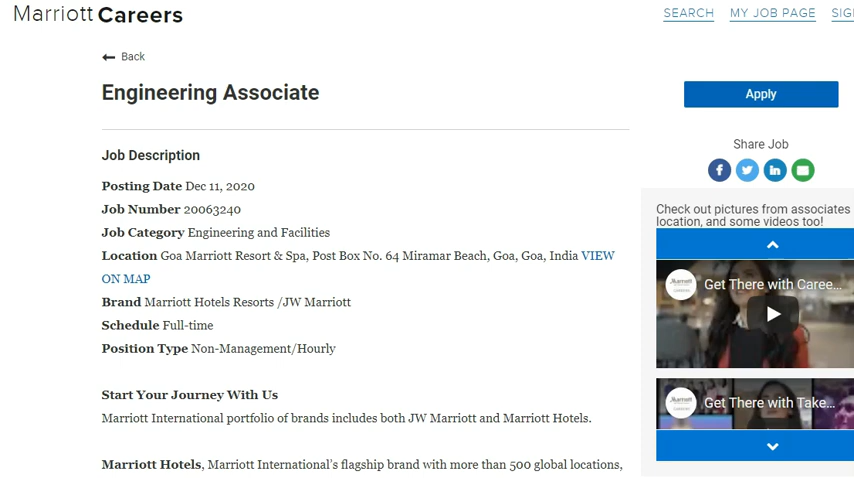 Marriott Careers
SEARCH MY JOB PAGE SIG
Back
Engineering Associate
Apply
Job Description
Posting Date Dec 11, 2020
Job Number 20063240
Job Category Engineering and Facilities
Location Goa Marriott Resort & Spa, Post Box No. 64 Miramar Beach, Goa, Goa, India VIEW
ON MAP
Brand Marriott Hotels Resorts /JW Marriott
Schedule Full-time
Position Type Non-Management/Hourly
Start Your Journey With Us
Marriott International portfolio of brands includes both JW Marriott and Marriott Hotels.
Marriott Hotels, Marriott International's flagship brand with more than 500 global locations,
Share Job
Check out pictures from associates
location, and some videos too!
Get There with Caree...
Get There with Take...